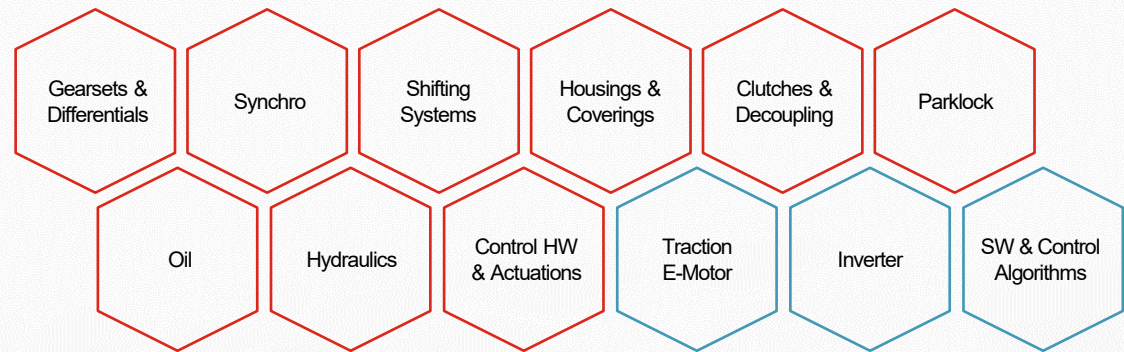 Gearsets &
Differentials
Synchro
Shifting
Systems
Housings &
Coverings
Clutches &
Decoupling
Parklock
Oil
Hydraulics
Control HW
& Actuations
Traction
E-Motor
Inverter
SW & Control
Algorithms